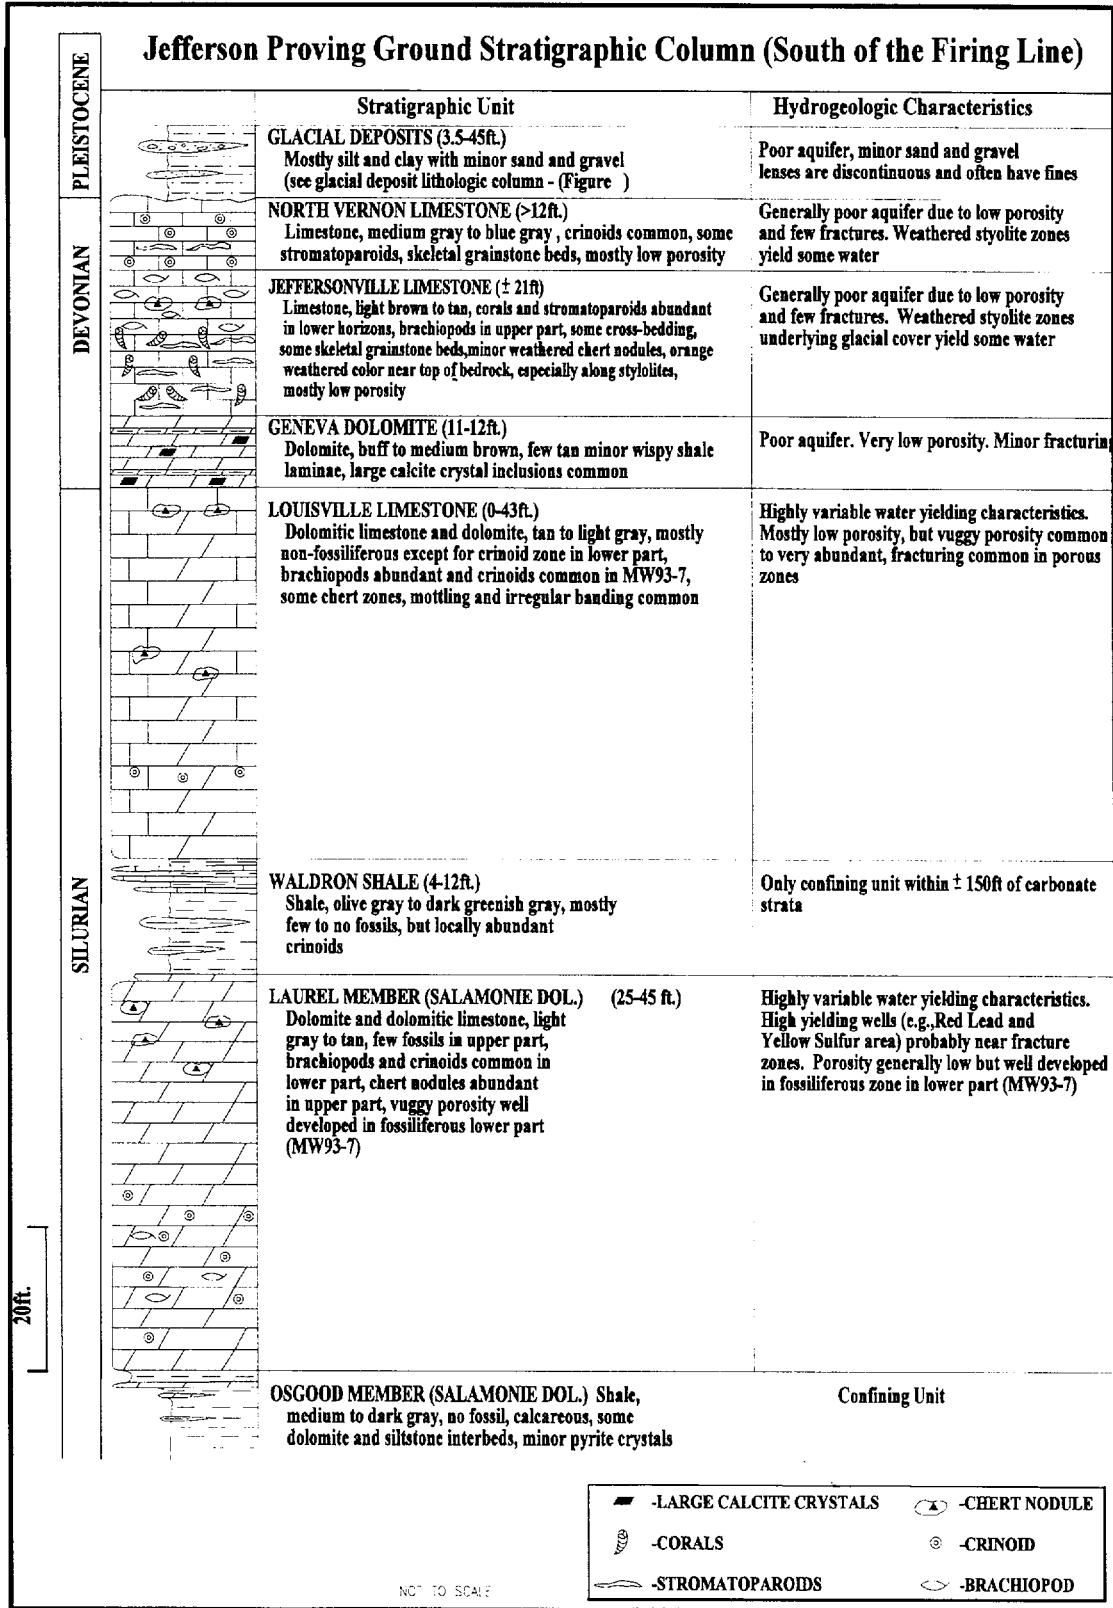 Jefferson Proving Ground Stratigraphic Column (South of the Firing Line)
PLEISTOCENE
Stratigraphic Unit
Hydrogeologic Characteristics
GLACIAL DEPOSITS (3.5-45ft.)
Mostly silt and clay with minor sand and gravel
(see glacial deposit lithologic column - (Figure )
Poor aquifer, minor sand and gravel
lenses are discontinuous and often have fines
DEVONIAN
NORTH VERNON LIMESTONE (>12ft.)
Limestone, medium gray to blue gray , crinoids common, some
stromatoparoids, skeletal grainstone beds, mostly low porosity
Generally poor aquifer due to low porosity
and few fractures. Weathered styolite zones
yield some water
JEFFERSONVILLE LIMESTONE (± 21ft)
Limestone, light brown to tan, corals and stromatoparoids abundant
in lower horizons, brachiopods in upper part, some cross-bedding,
some skeletal grainstone beds,minor weathered chert nodules, orange
weathered color near top of bedrock, especially along stylolites,
mostly low porosity
Generally poor aquifer due to low porosity
and few fractures. Weathered styolite zones
underlying glacial cover yield some water
GENEVA DOLOMITE (11-12ft.)
Dolomite, buff to medium brown, few tan minor wispy shale
laminae, large calcite crystal inclusions common
Poor aquifer. Very low porosity. Minor fracturing
SILURIAN
LOUISVILLE LIMESTONE (0-43ft.)
Dolomitic limestone and dolomite, tan to light gray, mostly
non-fossiliferous except for crinoid zone in lower part,
brachiopods abundant and crinoids common in MW93-7,
some chert zones, mottling and irregular banding common
Highly variable water yielding characteristics.
Mostly low porosity, but vuggy porosity common
to very abundant, fracturing common in porous
zones
WALDRON SHALE (4-12ft.)
Shale, olive gray to dark greenish gray, mostly
few to no fossils, but locally abundant
crinoids
Only confining unit within ± 150ft of carbonate
strata
LAUREL MEMBER (SALAMONIE DOL.) (25-45 ft.)
Dolomite and dolomitic limestone, light
gray to tan, few fossils in upper part,
brachiopods and crinoids common in
lower part, chert nodules abundant
in upper part, vuggy porosity well
developed in fossiliferous lower part
(MW93-7)
Highly variable water yielding characteristics.
High yielding wells (e.g.,Red Lead and
Yellow Sulfur area) probably near fracture
zones. Porosity generally low but well developed
in fossiliferous zone in lower part (MW93-7)
20ft.
OSGOOD MEMBER (SALAMONIE DOL.) Shale,
medium to dark gray, no fossil, calcareous, some
dolomite and siltstone interbeds, minor pyrite crystals
Confining Unit
-LARGE CALCITE CRYSTALS
-CHERT NODULE
-CORALS
-CRINOID
-STROMATOPAROIDS
-BRACHIOPOD
NOT TO SCALE